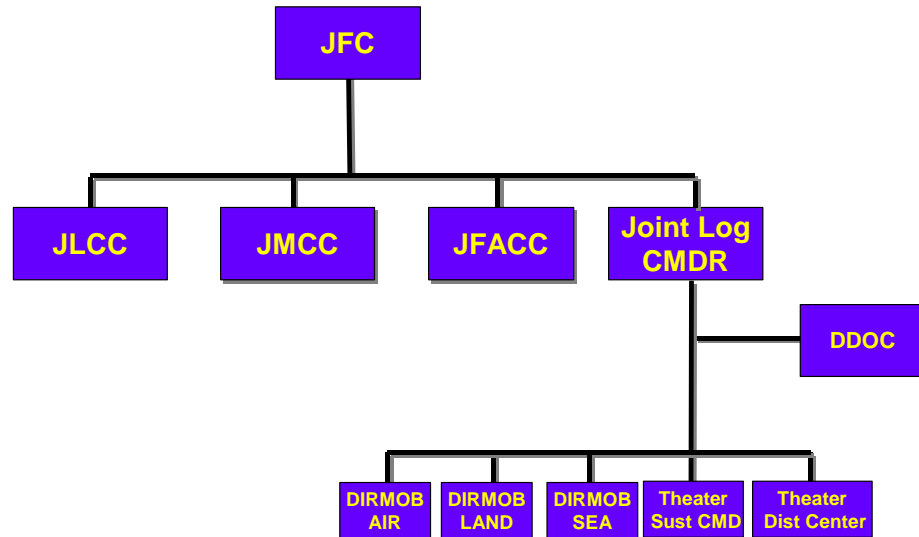 JFC
JLCC
JMCC
JFACC
Joint Log
CMDR
DDOC
DIRMOB
AIR
DIRMOB
LAND
DIRMOB
SEA
Theater
Sust CMD
Theater
Dist Center